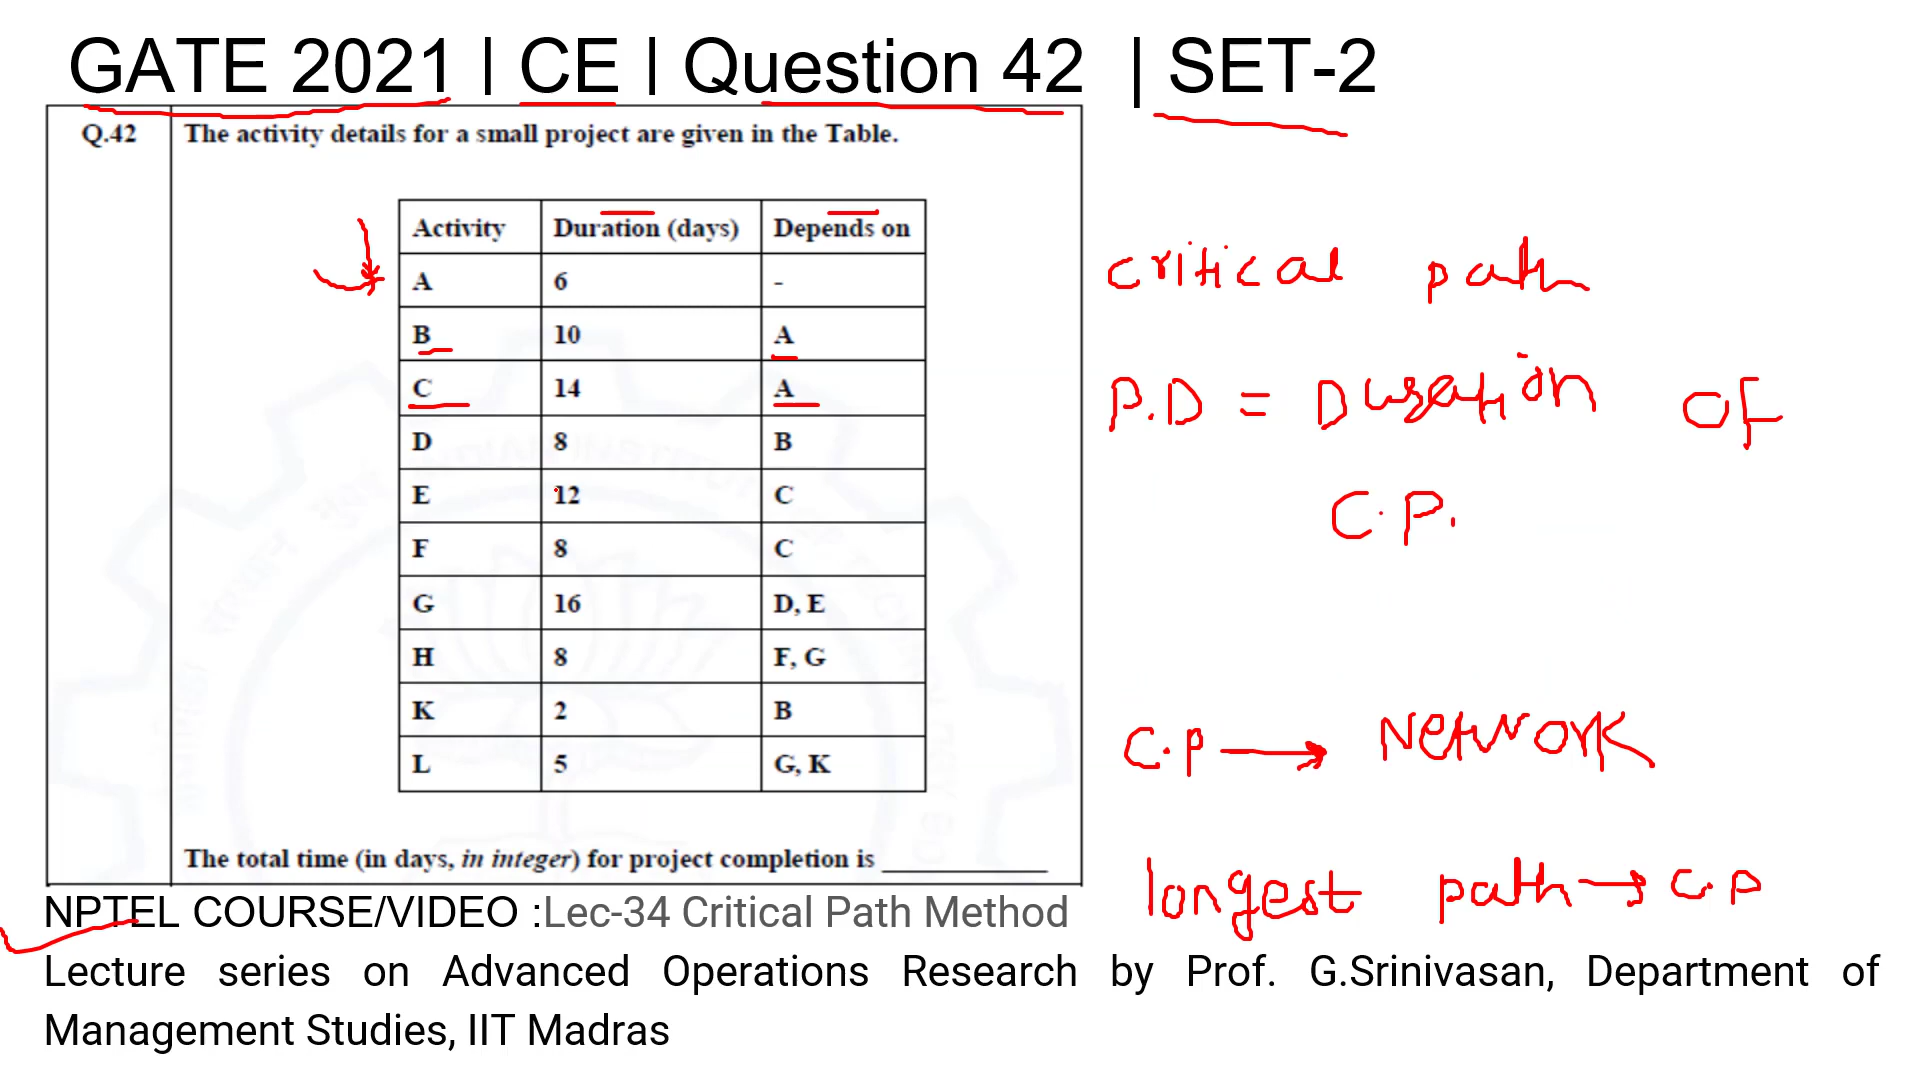 GATE 2021 | CE | Question 42 | SET-2
Q.42 The activity details for a small project are given in the Table.
Activity Duration (days) Depends on
A 6 -
B 10 A
C 14 A
D 8 B
E 12 C
F 8 C
G 16 D, E
H 8 F, G
K 2 B
L 5 G, K
The total time (in days, in integer) for project completion is ____________
critical path
P.D = Duration OF
C.P.
C.P → Network
longest path → C.P
NPTEL COURSE/VIDEO :Lec-34 Critical Path Method
Lecture series on Advanced Operations Research by Prof. G.Srinivasan, Department of
Management Studies, IIT Madras